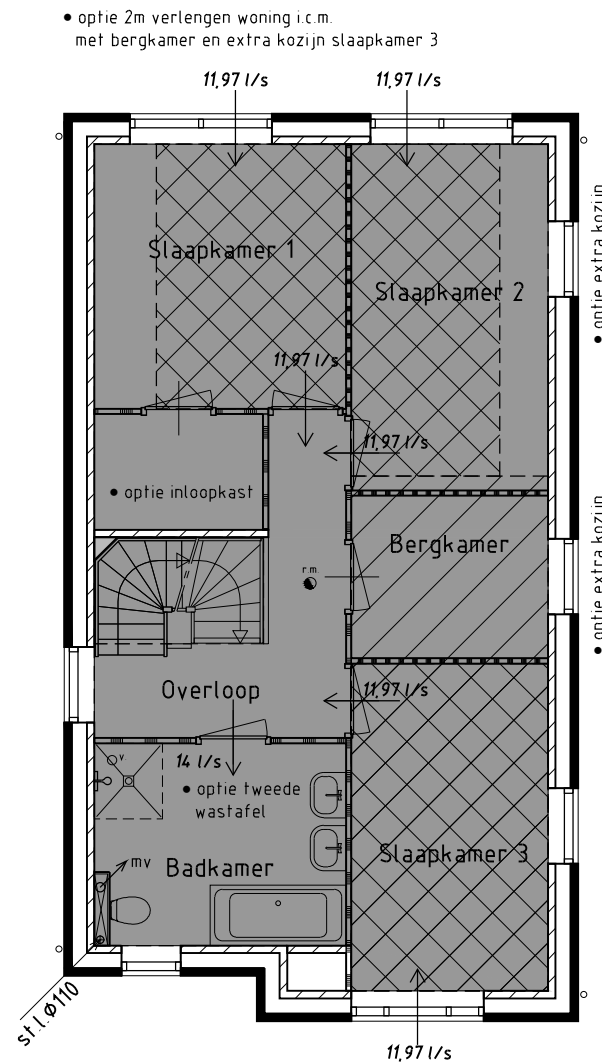 • optie 2m verlengen woning i.c.m.
met bergkamer en extra kozijn slaapkamer 3
11,97 l/s
11,97 l/s
Slaapkamer 1
Slaapkamer 2
• optie extra kozijn
11,97 l/s
11,97 l/s
• optie inloopkast
Bergkamer
• optie extra kozijn
r.m.
Overloop
11,97 l/s
14 l/s
v
• optie tweede
wastafel
Badkamer
Slaapkamer 3
mv
st.l. ø110
11,97 l/s